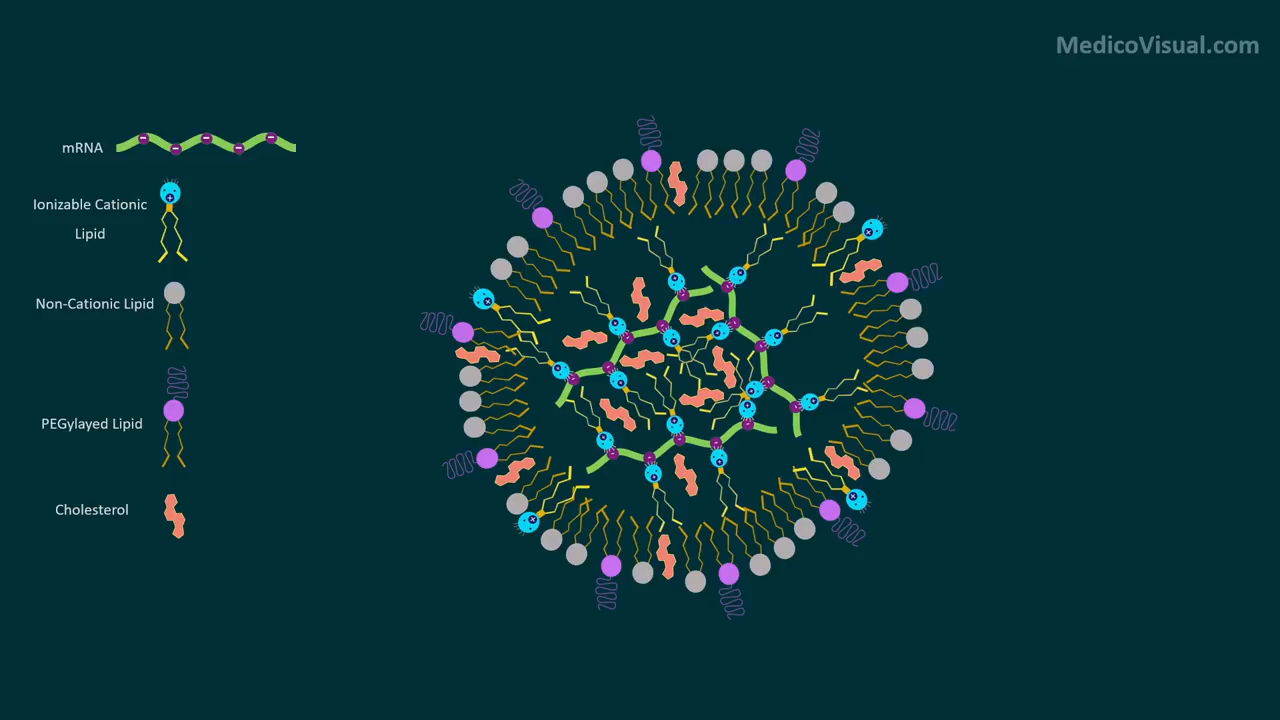 MedicoVisual.com
mRNA
Ionizable Cationic
Lipid
Non-Cationic Lipid
PEGylayed Lipid
Cholesterol